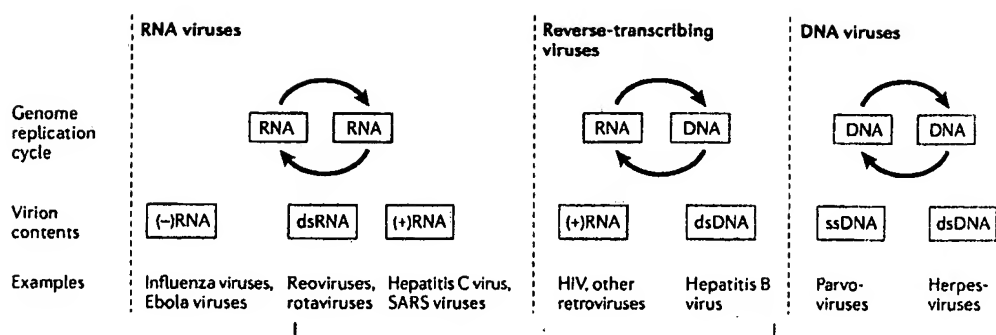 RNA viruses
Reverse-transcribing
viruses
DNA viruses
Genome
replication
cycle
RNA
RNA
RNA
DNA
DNA
DNA
Virion
contents
(–)RNA
dsRNA
(+)RNA
(+)RNA
dsDNA
ssDNA
dsDNA
Examples
Influenza viruses,
Ebola viruses
Reoviruses,
rotaviruses
Hepatitis C virus,
SARS viruses
HIV, other
retroviruses
Hepatitis B
virus
Parvo-
viruses
Herpes-
viruses